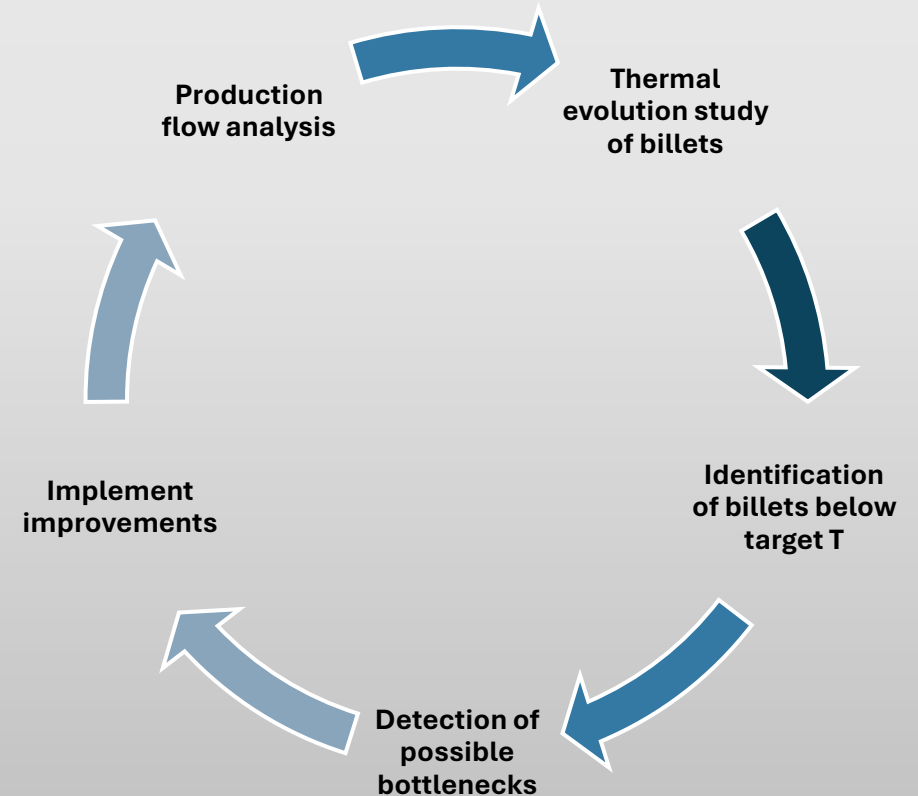 Production
flow analysis
Thermal
evolution study
of billets
Identification
of billets below
target T
Detection of
possible
bottlenecks
Implement
improvements